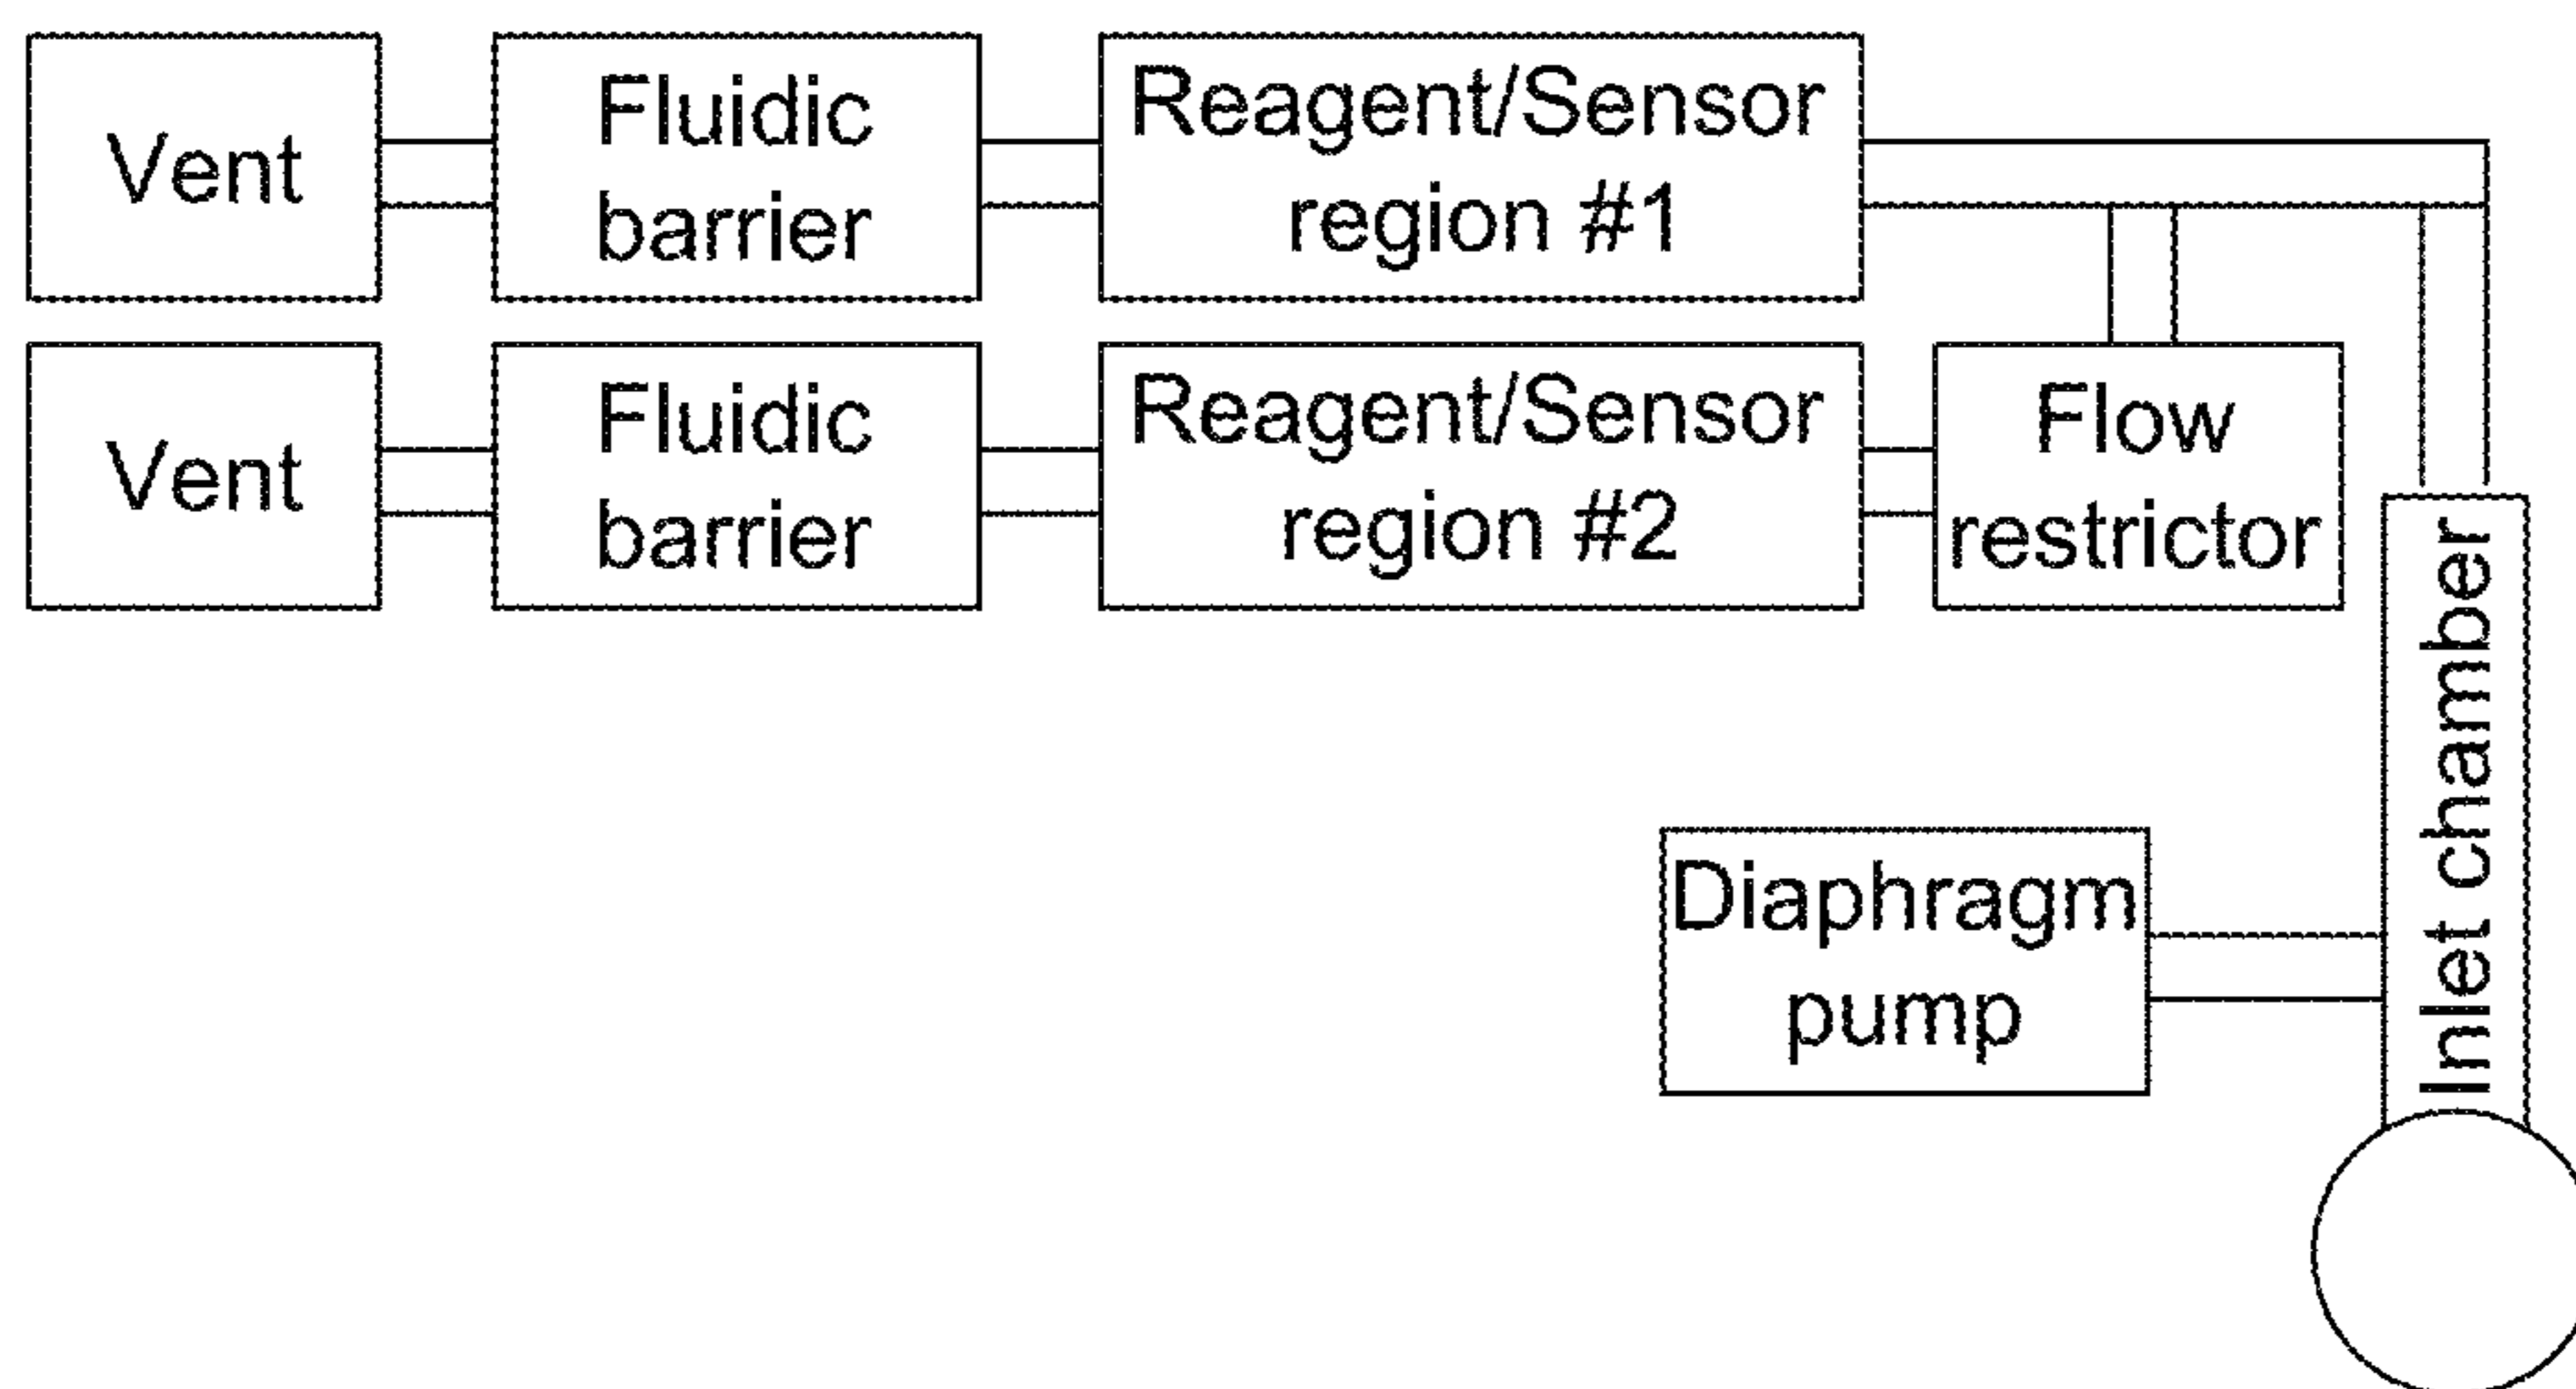 Vent
Fluidic
barrier
Reagent/Sensor
region #1
Vent
Fluidic
barrier
Reagent/Sensor
region #2
Flow
restrictor
Inlet chamber
Diaphragm
pump